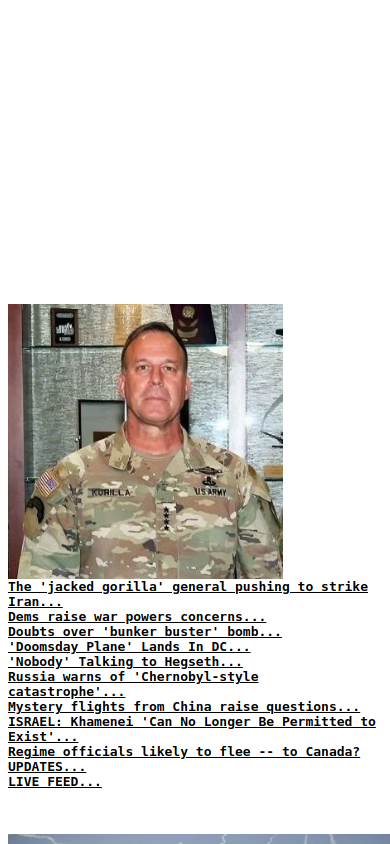 KURILLA
U.S. ARMY
The 'jacked gorilla' general pushing to strike
Iran...
Dems raise war powers concerns...
Doubts over 'bunker buster' bomb...
'Doomsday Plane' Lands In DC...
'Nobody' Talking to Hegseth...
Russia warns of 'Chernobyl-style
catastrophe'...
Mystery flights from China raise questions...
ISRAEL: Khamenei 'Can No Longer Be Permitted to
Exist'...
Regime officials likely to flee -- to Canada?
UPDATES...
LIVE FEED...